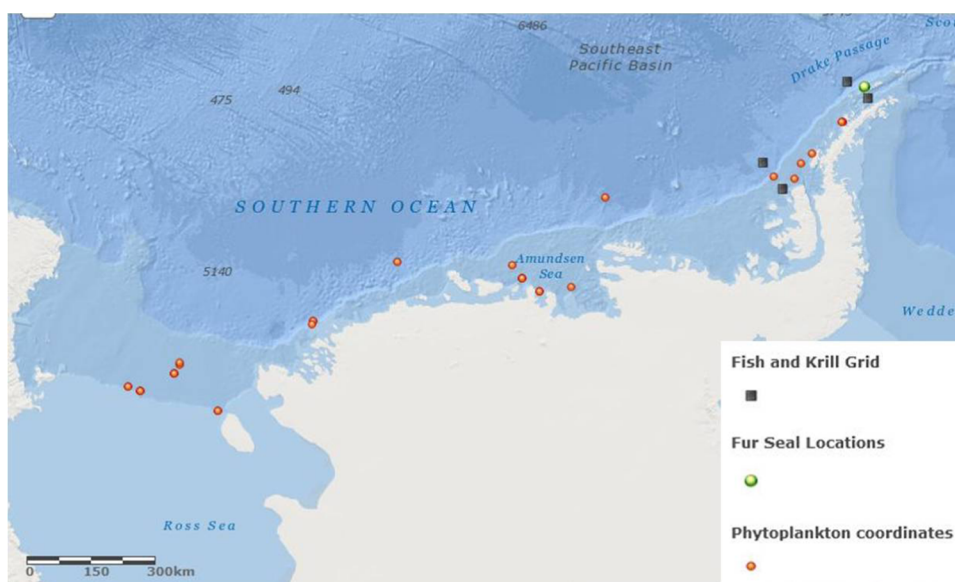 6486
Southeast
Pacific Basin
Drake Passage
494
475
SOUTHERN OCEAN
Amundsen
Sea
5140
Ross Sea
0 150 300km
Fish and Krill Grid
Fur Seal Locations
Phytoplankton coordinates